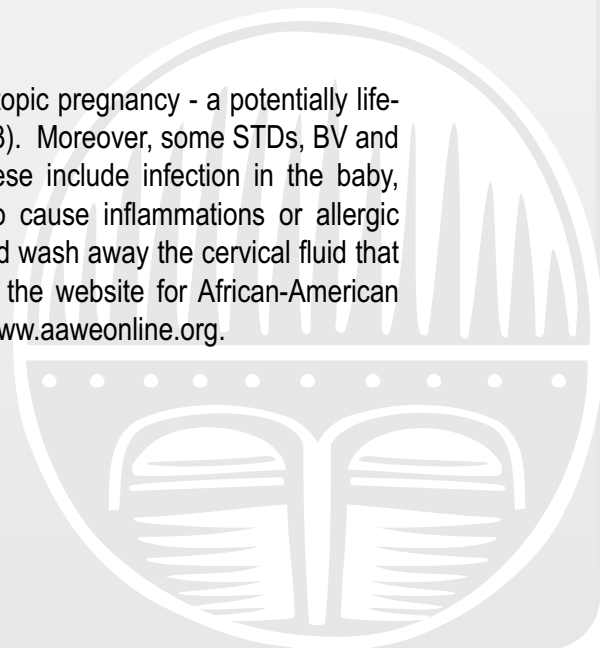 topic pregnancy - a potentially life-
3). Moreover, some STDs, BV and
ese include infection in the baby,
o cause inflammations or allergic
d wash away the cervical fluid that
the website for African-American
ww.aaweonline.org.